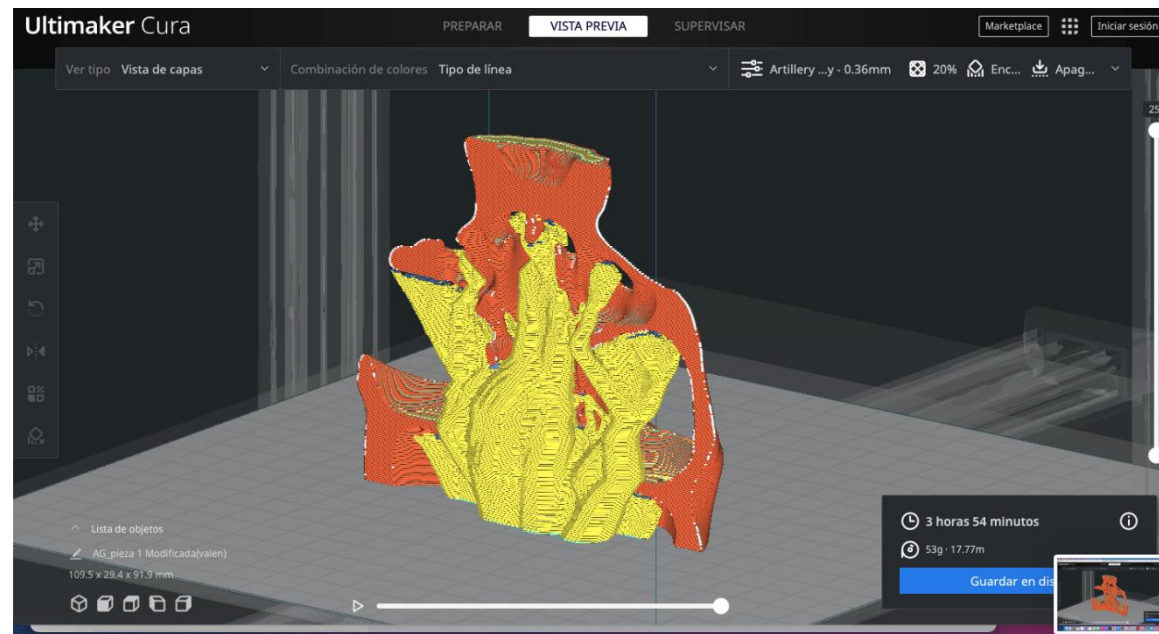 Ultimaker Cura
PREPARAR
VISTA PREVIA
SUPERVISAR
Marketplace
Iniciar sesión
Ver tipo Vista de capas
Combinación de colores Tipo de línea
Artillery ...y - 0.36mm
20%
Enc...
Apag...
25
Lista de objetos
AG_pieza 1 Modificada(valen)
109.5 x 29.4 x 91.9 mm
3 horas 54 minutos
53g · 17.77m
Guardar en dis